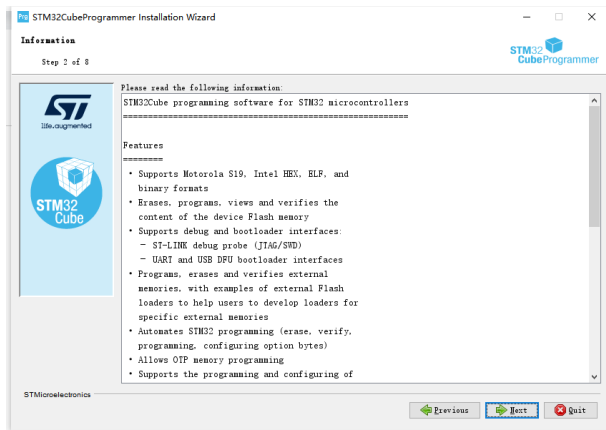 Prg STM32CubeProgrammer Installation Wizard
Information
Step 2 of 8
STM32
CubeProgrammer
Please read the following information:
ST
life.augmented
STM32
Cube
STM32Cube programming software for STM32 microcontrollers
=========================================================
Features
========
• Supports Motorola S19, Intel HEX, ELF, and
binary formats
• Erases, programs, views and verifies the
content of the device Flash memory
• Supports debug and bootloader interfaces:
– ST-LINK debug probe (JTAG/SWD)
– UART and USB DFU bootloader interfaces
• Programs, erases and verifies external
memories, with examples of external Flash
loaders to help users to develop loaders for
specific external memories
• Automates STM32 programming (erase, verify,
programming, configuring option bytes)
• Allows OTP memory programming
• Supports the programming and configuring of
STMicroelectronics
Previous
Next
Quit